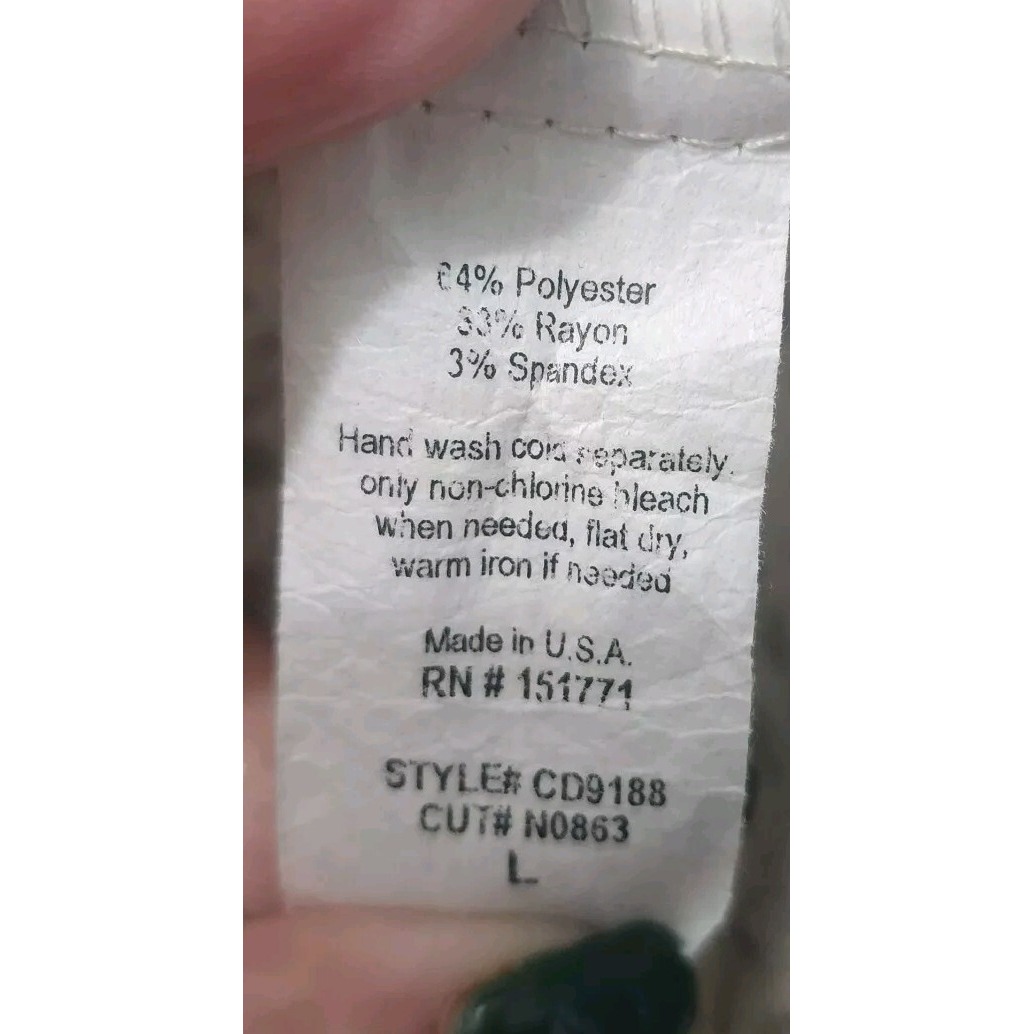 64% Polyester
33% Rayon
3% Spandex
Hand wash cold separately,
only non-chlorine bleach
when needed, flat dry,
warm iron if needed
Made in U.S.A.
RN # 151771
STYLE# CD9188
CUT# N0863
L